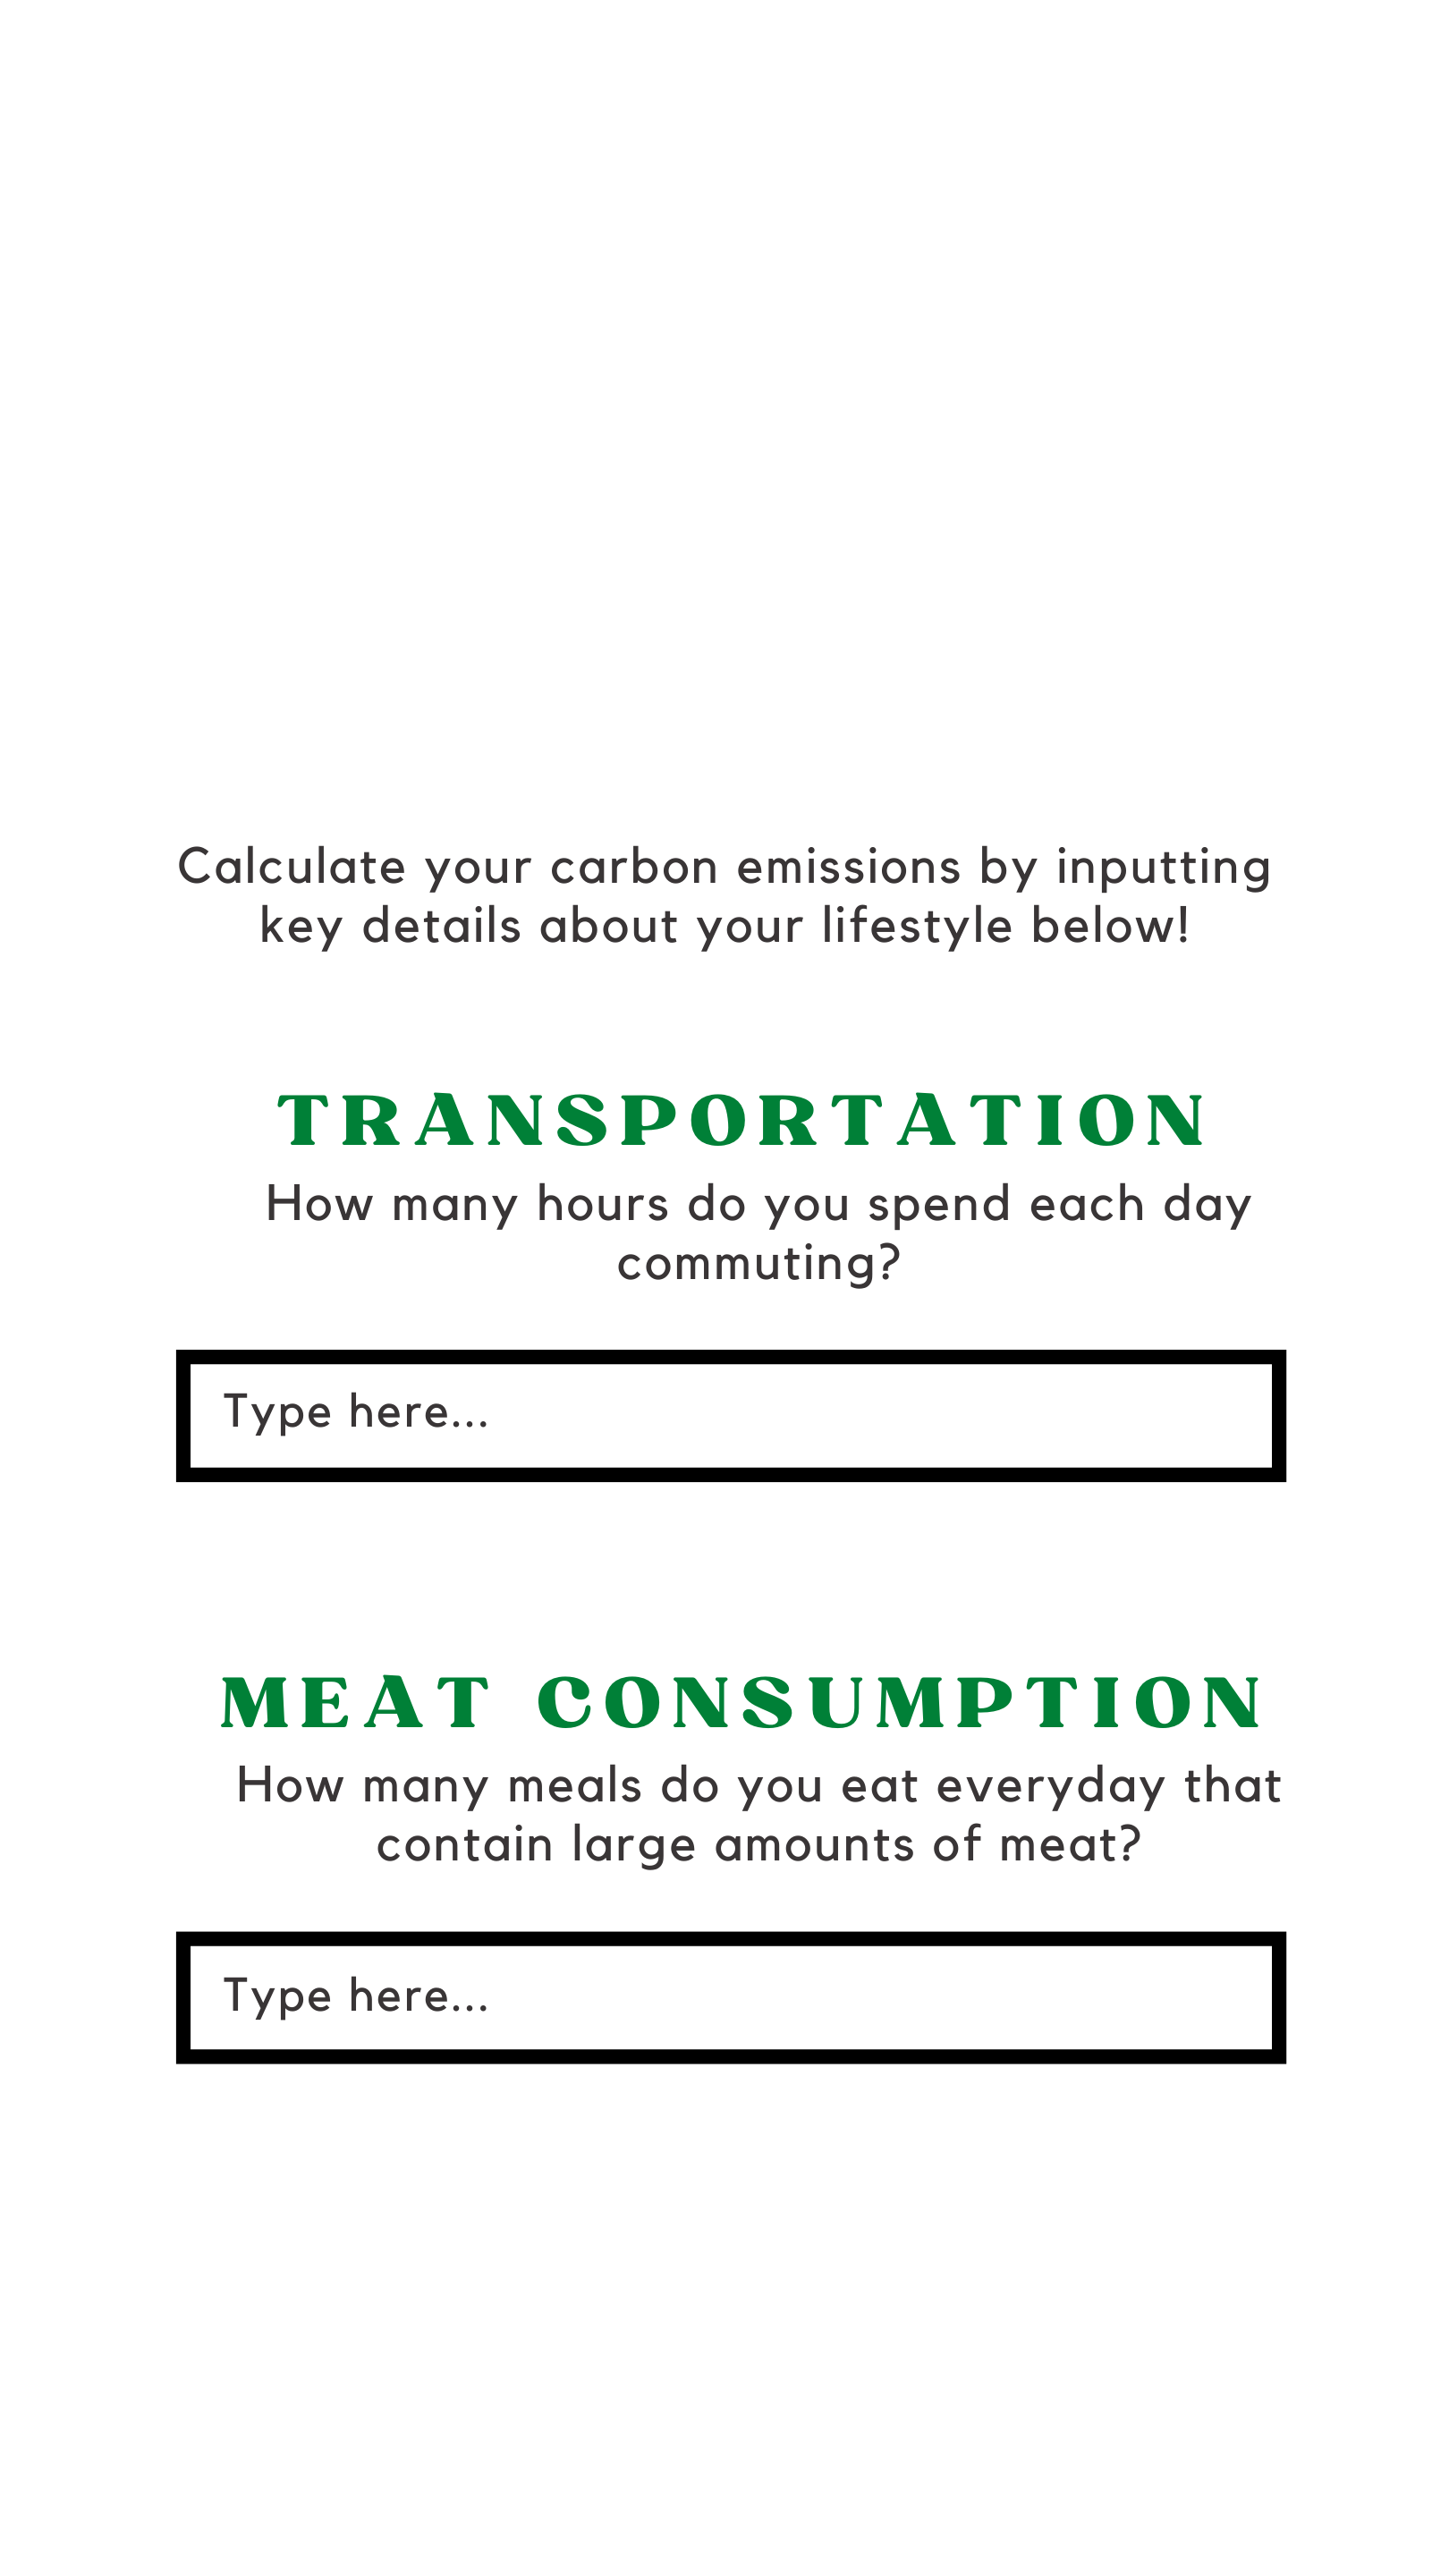 Calculate your carbon emissions by inputting
key details about your lifestyle below!
TRANSPORTATION
How many hours do you spend each day
commuting?
Type here...
MEAT CONSUMPTION
How many meals do you eat everyday that
contain large amounts of meat?
Type here...